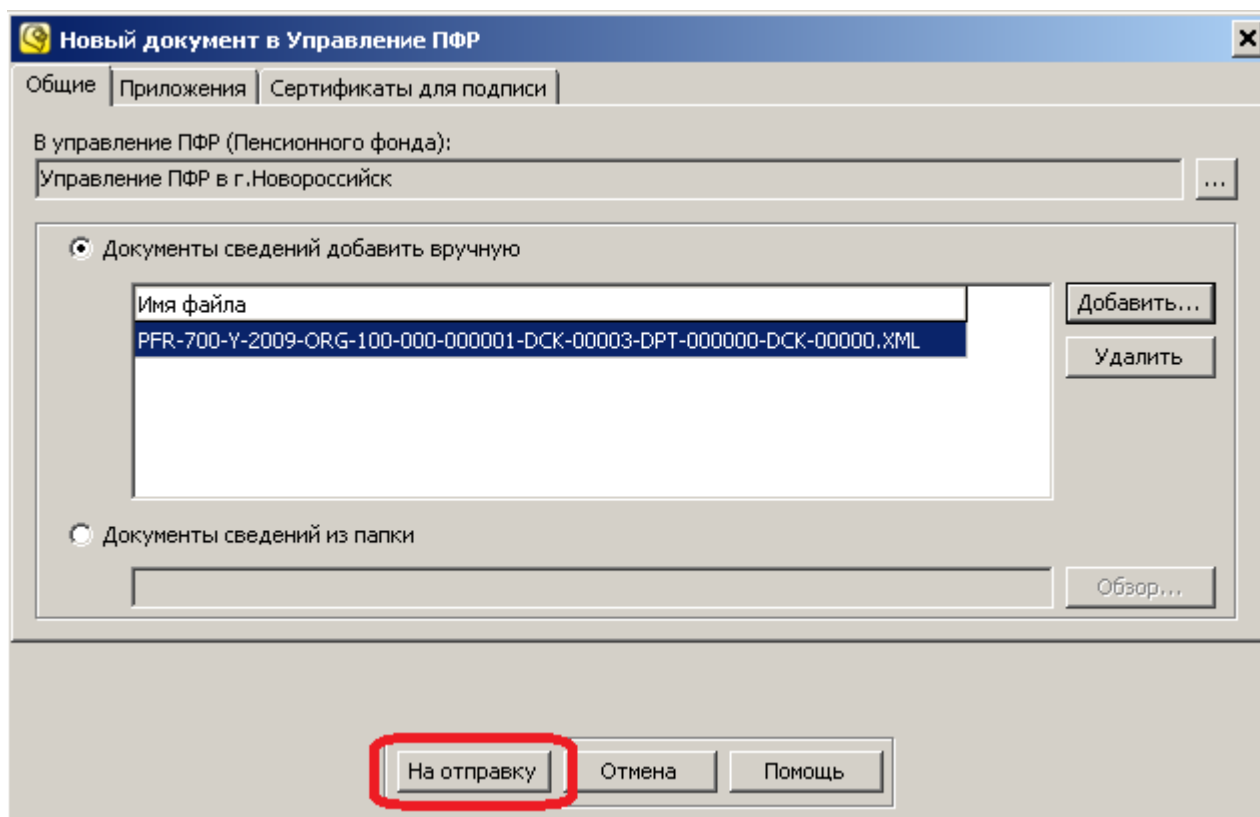 Новый документ в Управление ПФР
Общие Приложения Сертификаты для подписи
В управление ПФР (Пенсионного фонда):
Управление ПФР в г.Новороссийск ...
Документы сведений добавить вручную
Имя файла Добавить...
PFR-700-Y-2009-ORG-100-000-000001-DCK-00003-DPT-000000-DCK-00000.XML
Удалить
Документы сведений из папки
Обзор...
На отправку Отмена Помощь